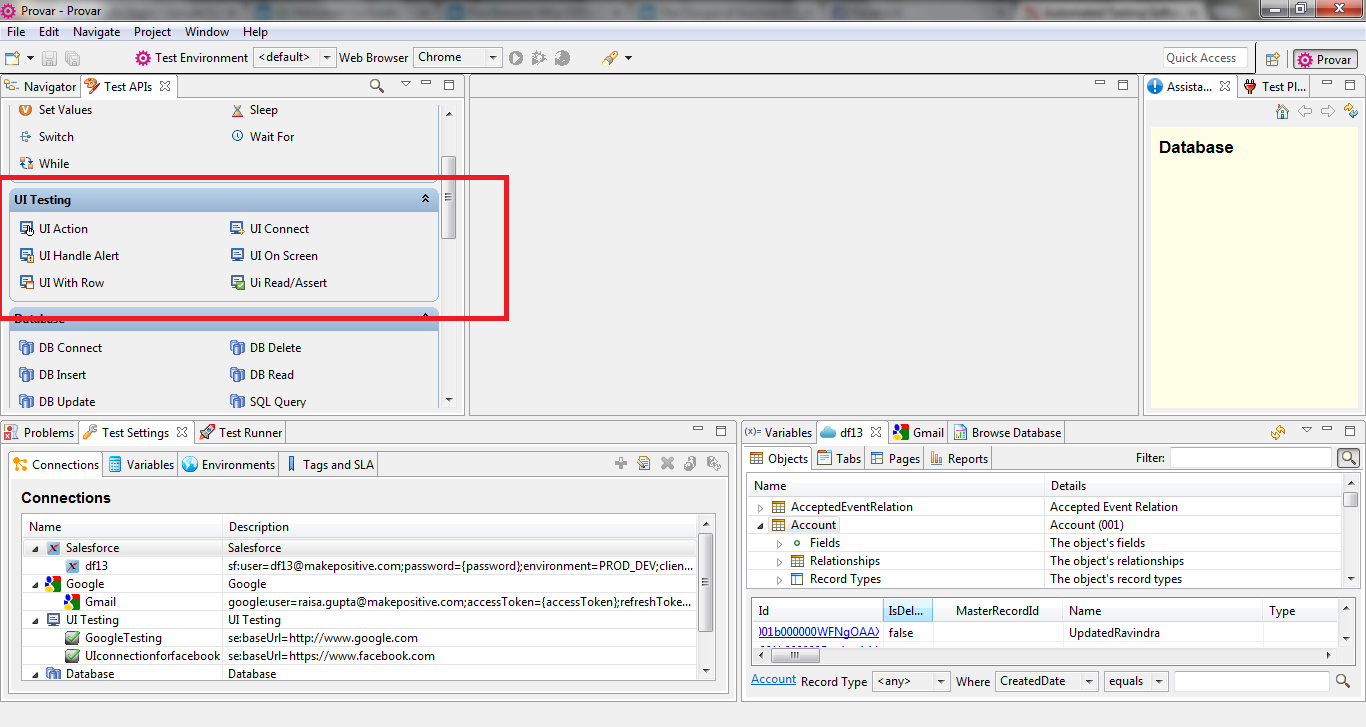 Provar - Provar
File Edit Navigate Project Window Help
Test Environment <default> Web Browser Chrome Quick Access Provar
Navigator Test APIs
Set Values Sleep
Switch Wait For
While
UI Testing
UI Action UI Connect
UI Handle Alert UI On Screen
UI With Row Ui Read/Assert
Database
DB Connect DB Delete
DB Insert DB Read
DB Update SQL Query
Assista... Test Pl...
Database
Problems Test Settings Test Runner
Connections Variables Environments Tags and SLA
Connections
Name Description
Salesforce Salesforce
df13 sf:user=df13@makepositive.com;password={password};environment=PROD_DEV;clien...
Google Google
Gmail google:user=raisa.gupta@makepositive.com;accessToken={accessToken};refreshToke...
UI Testing UI Testing
GoogleTesting se:baseUrl=http://www.google.com
UIconnectionforfacebook se:baseUrl=https://www.facebook.com
Database Database
(x)= Variables df13 Gmail Browse Database
Objects Tabs Pages Reports Filter:
Name Details
AcceptedEventRelation Accepted Event Relation
Account Account (001)
Fields The object's fields
Relationships The object's relationships
Record Types The object's record types
Id IsDel... MasterRecordId Name Type
001b000000WFNgOAAX false UpdatedRavindra
Account Record Type <any> Where CreatedDate equals